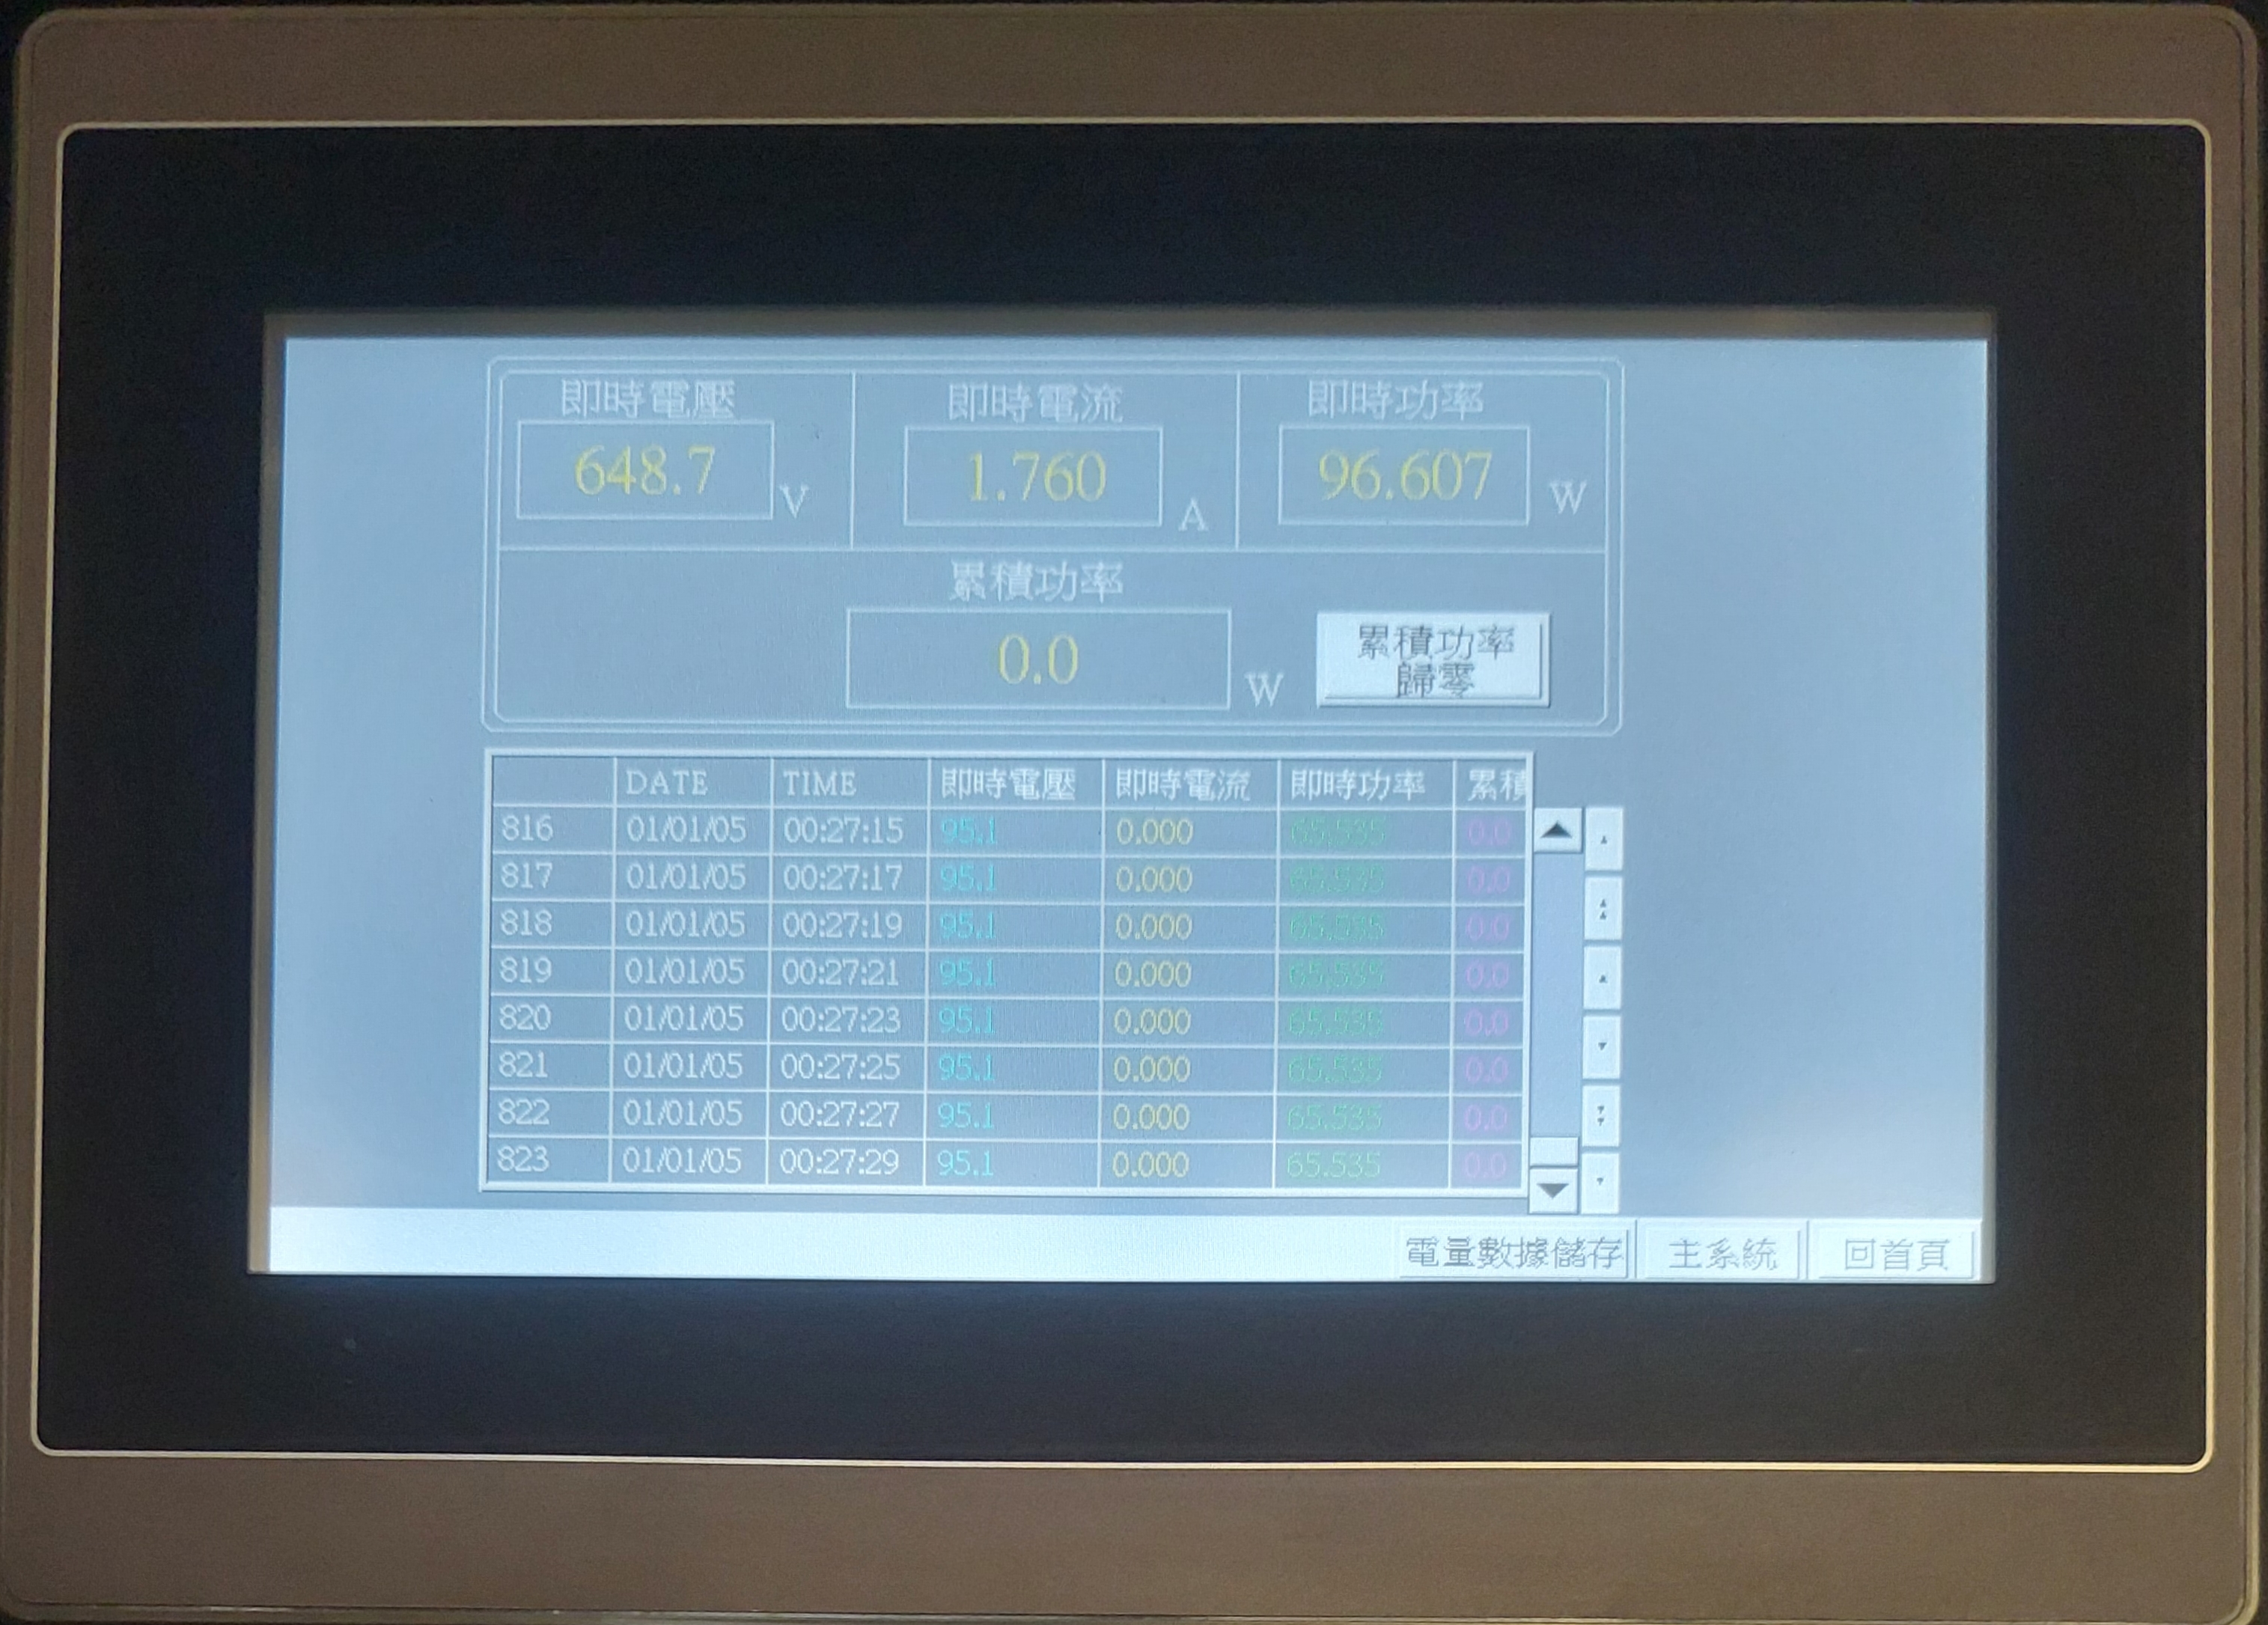 即時電壓 即時電流 即時功率
648.7 V 1.760 A 96.607 W
累積功率
0.0 W
累積功率
歸零
DATE TIME 即時電壓 即時電流 即時功率 累積
816 01/01/05 00:27:15 95.1 0.000 65.535 0.0
817 01/01/05 00:27:17 95.1 0.000 65.535 0.0
818 01/01/05 00:27:19 95.1 0.000 65.535 0.0
819 01/01/05 00:27:21 95.1 0.000 65.535 0.0
820 01/01/05 00:27:23 95.1 0.000 65.535 0.0
821 01/01/05 00:27:25 95.1 0.000 65.535 0.0
822 01/01/05 00:27:27 95.1 0.000 65.535 0.0
823 01/01/05 00:27:29 95.1 0.000 65.535 0.0
電量數據儲存 主系統 回首頁